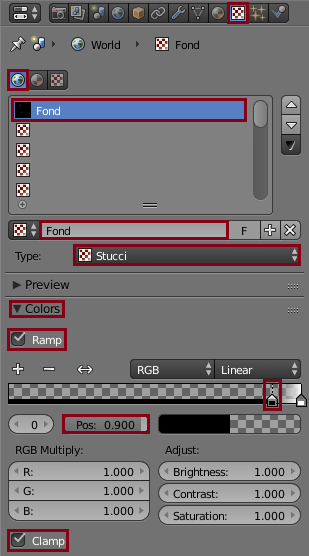 World Fond
Fond
Fond F
Type: Stucci
Preview
Colors
Ramp
RGB Linear
0 Pos: 0.900
RGB Multiply: Adjust:
R: 1.000 Brightness: 1.000
G: 1.000 Contrast: 1.000
B: 1.000 Saturation: 1.000
Clamp